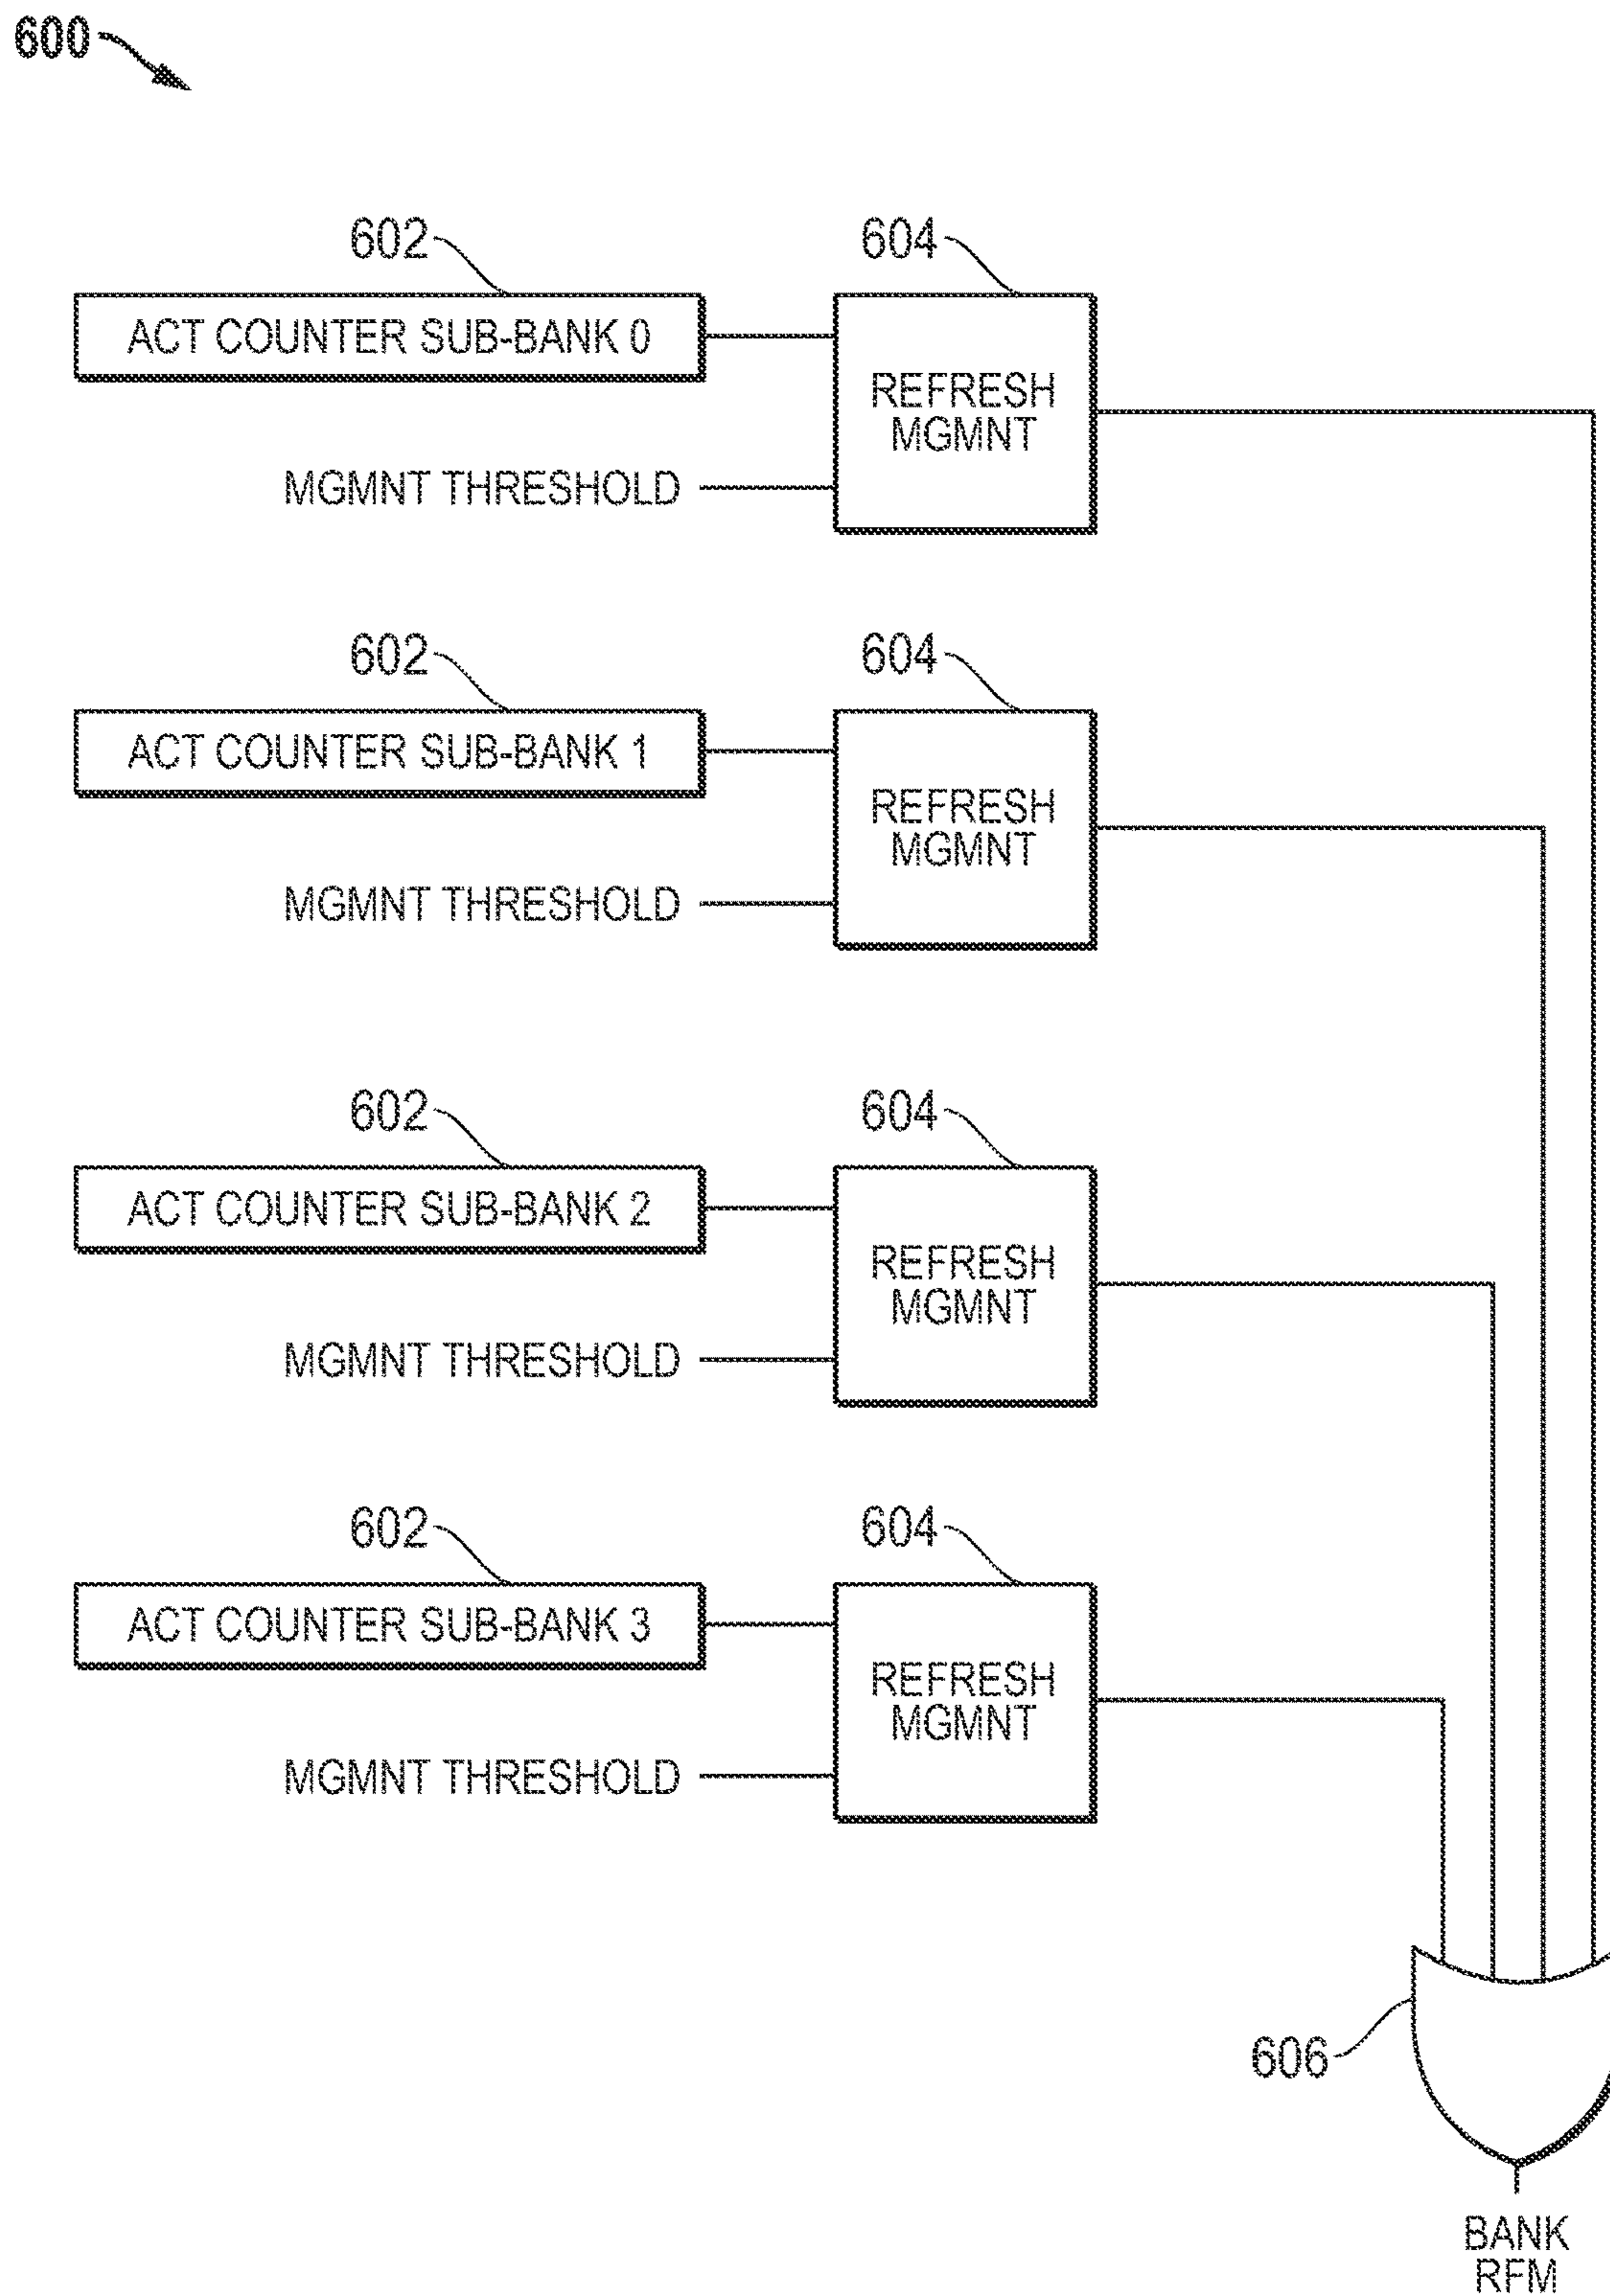 600
602
604
ACT COUNTER SUB-BANK 0
REFRESH
MGMNT
MGMNT THRESHOLD
602
604
ACT COUNTER SUB-BANK 1
REFRESH
MGMNT
MGMNT THRESHOLD
602
604
ACT COUNTER SUB-BANK 2
REFRESH
MGMNT
MGMNT THRESHOLD
602
604
ACT COUNTER SUB-BANK 3
REFRESH
MGMNT
MGMNT THRESHOLD
606
BANK
RFM